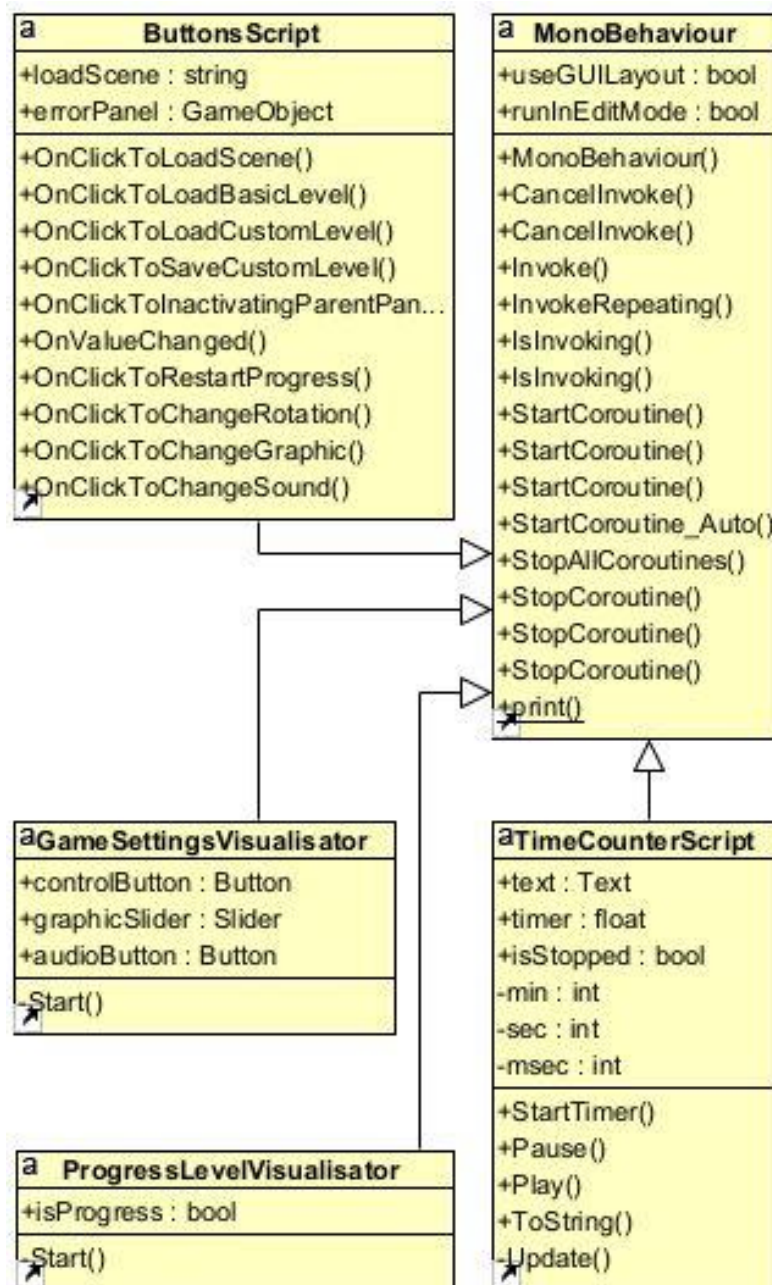 a ButtonsScript
+loadScene : string
+errorPanel : GameObject
+OnClickToLoadScene()
+OnClickToLoadBasicLevel()
+OnClickToLoadCustomLevel()
+OnClickToSaveCustomLevel()
+OnClickToInactivatingParentPan...
+OnValueChanged()
+OnClickToRestartProgress()
+OnClickToChangeRotation()
+OnClickToChangeGraphic()
+OnClickToChangeSound()
a MonoBehaviour
+useGUILayout : bool
+runInEditMode : bool
+MonoBehaviour()
+CancelInvoke()
+CancelInvoke()
+Invoke()
+InvokeRepeating()
+IsInvoking()
+IsInvoking()
+StartCoroutine()
+StartCoroutine()
+StartCoroutine()
+StartCoroutine_Auto()
+StopAllCoroutines()
+StopCoroutine()
+StopCoroutine()
+StopCoroutine()
+print()
a GameSettingsVisualisator
+controlButton : Button
+graphicSlider : Slider
+audioButton : Button
-Start()
a TimeCounterScript
+text : Text
+timer : float
+isStopped : bool
-min : int
-sec : int
-msec : int
+StartTimer()
+Pause()
+Play()
+ToString()
-Update()
a ProgressLevelVisualisator
+isProgress : bool
-Start()